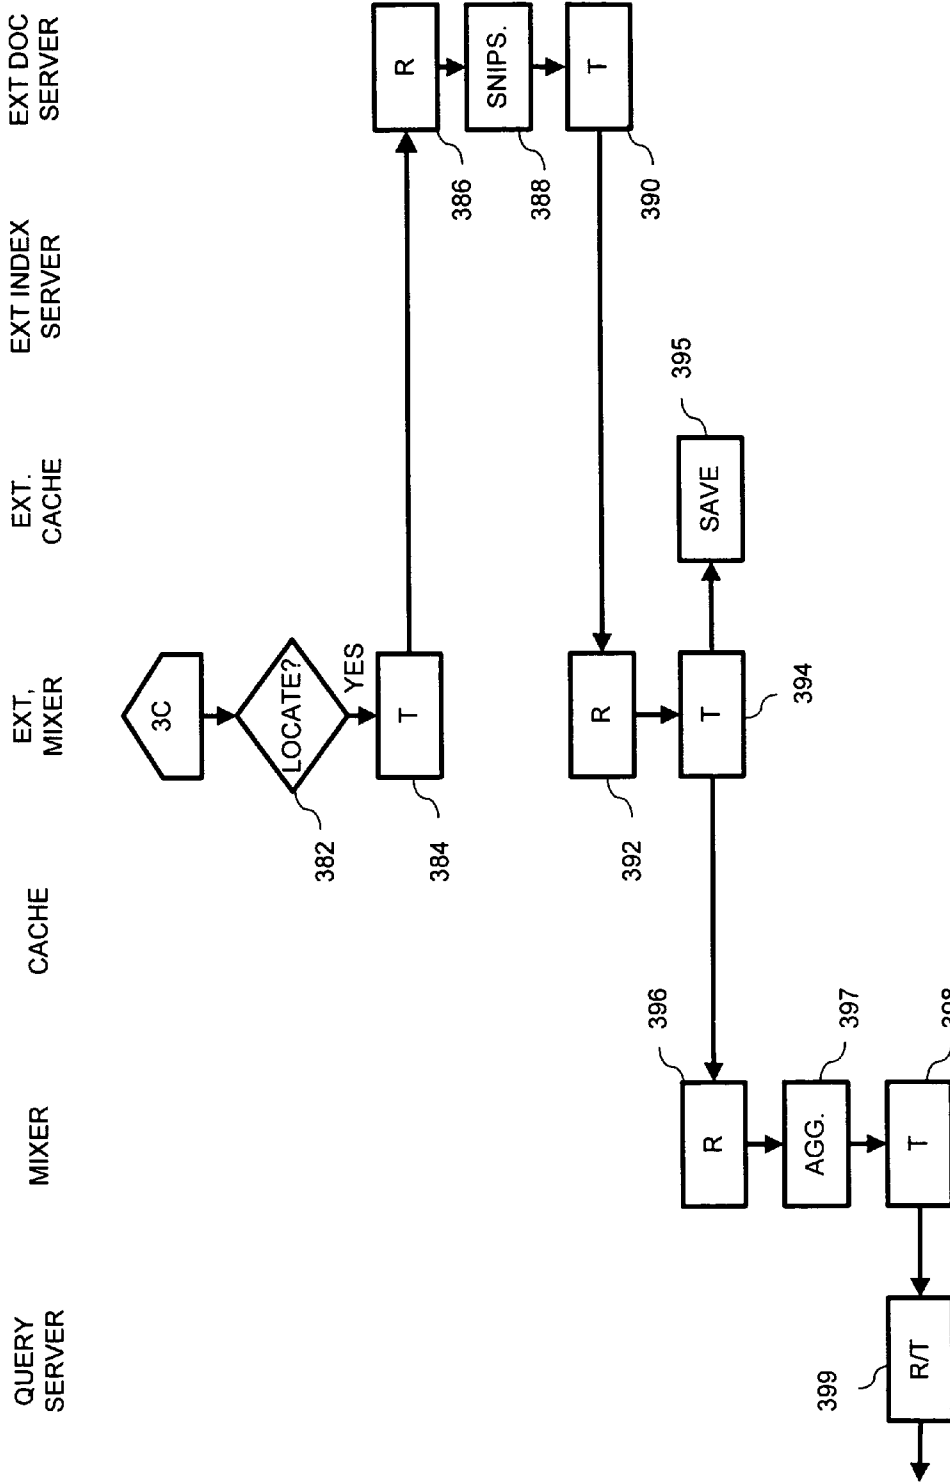 QUERY
SERVER
MIXER
CACHE
EXT,
MIXER
EXT.
CACHE
EXT INDEX
SERVER
EXT DOC
SERVER
3C
LOCATE?
382
YES
T
384
R
386
SNIPS.
388
T
390
R
392
T
394
SAVE
395
R
396
AGG.
397
T
398
R/T
399